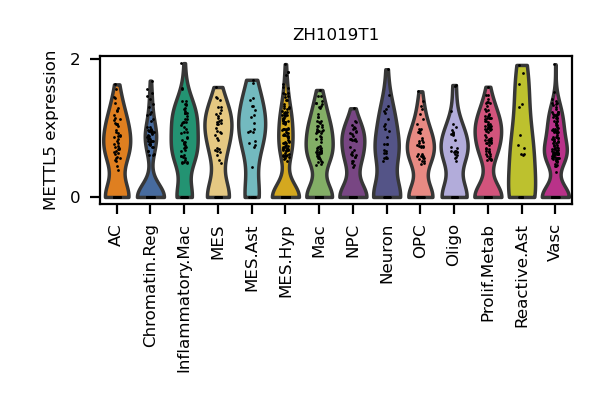 ZH1019T1
METTL5 expression
2
0
AC
Chromatin.Reg
Inflammatory.Mac
MES
MES.Ast
MES.Hyp
Mac
NPC
Neuron
OPC
Oligo
Prolif.Metab
Reactive.Ast
Vasc